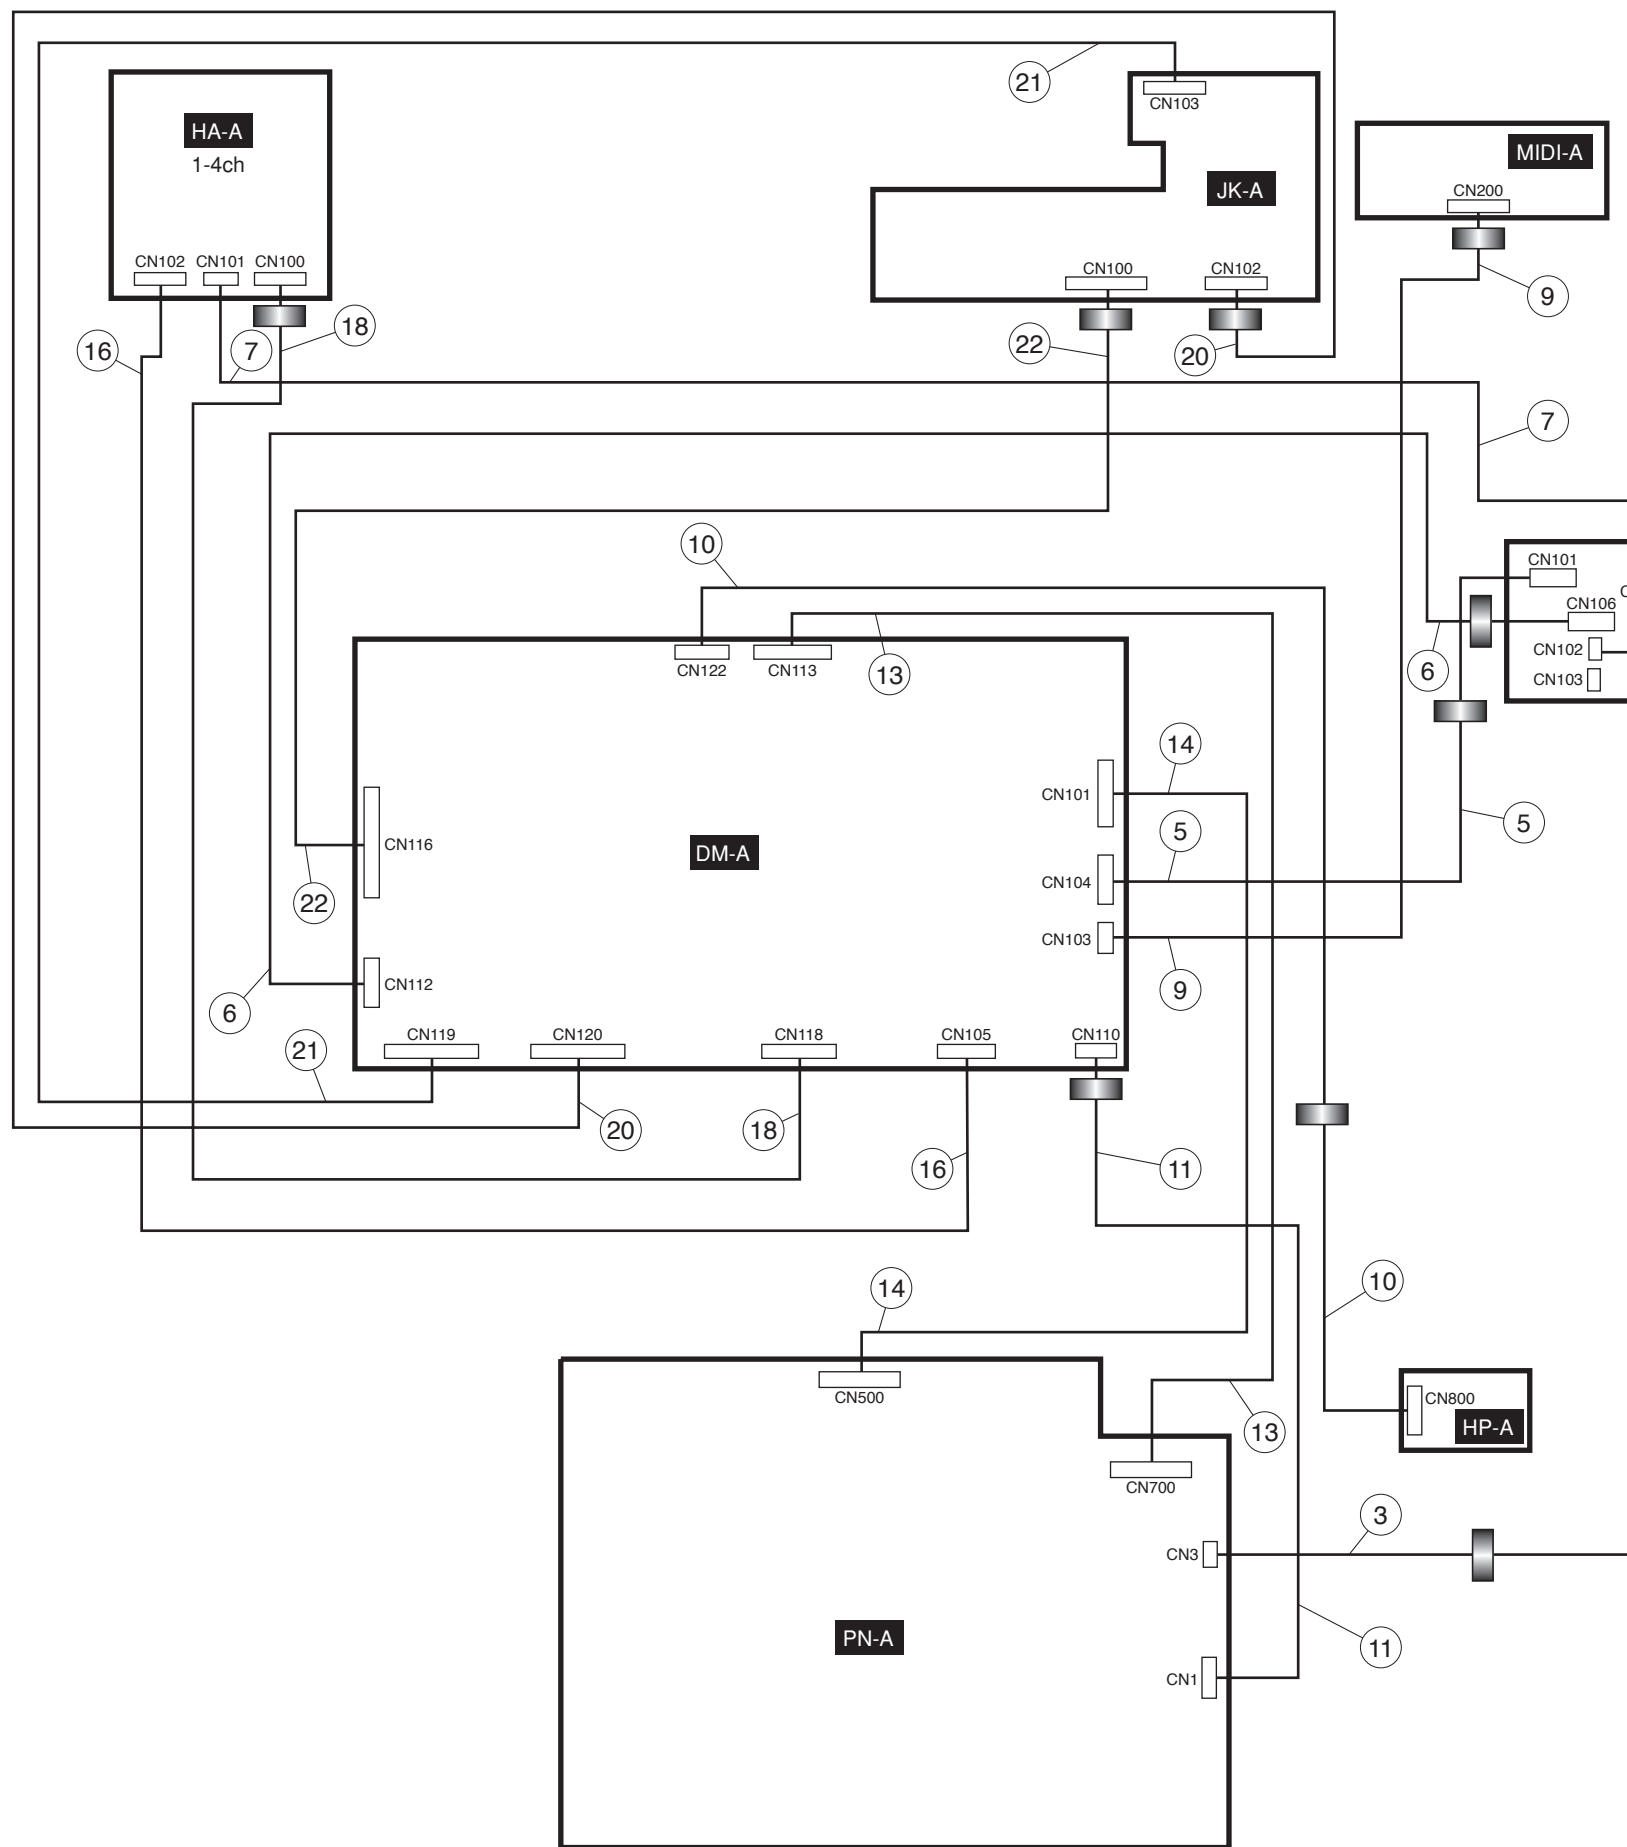 21
CN103
HA-A
1-4ch
MIDI-A
JK-A
CN200
CN102
CN101
CN100
CN100
CN102
9
18
16
7
22
20
7
10
CN101
C
CN106
CN102
CN103
6
CN122
CN113
13
14
CN101
5
5
CN116
DM-A
CN104
22
CN103
CN112
9
6
CN119
CN120
CN118
CN105
CN110
21
20
18
16
11
14
10
CN500
CN800
HP-A
13
CN700
3
CN3
PN-A
11
CN1